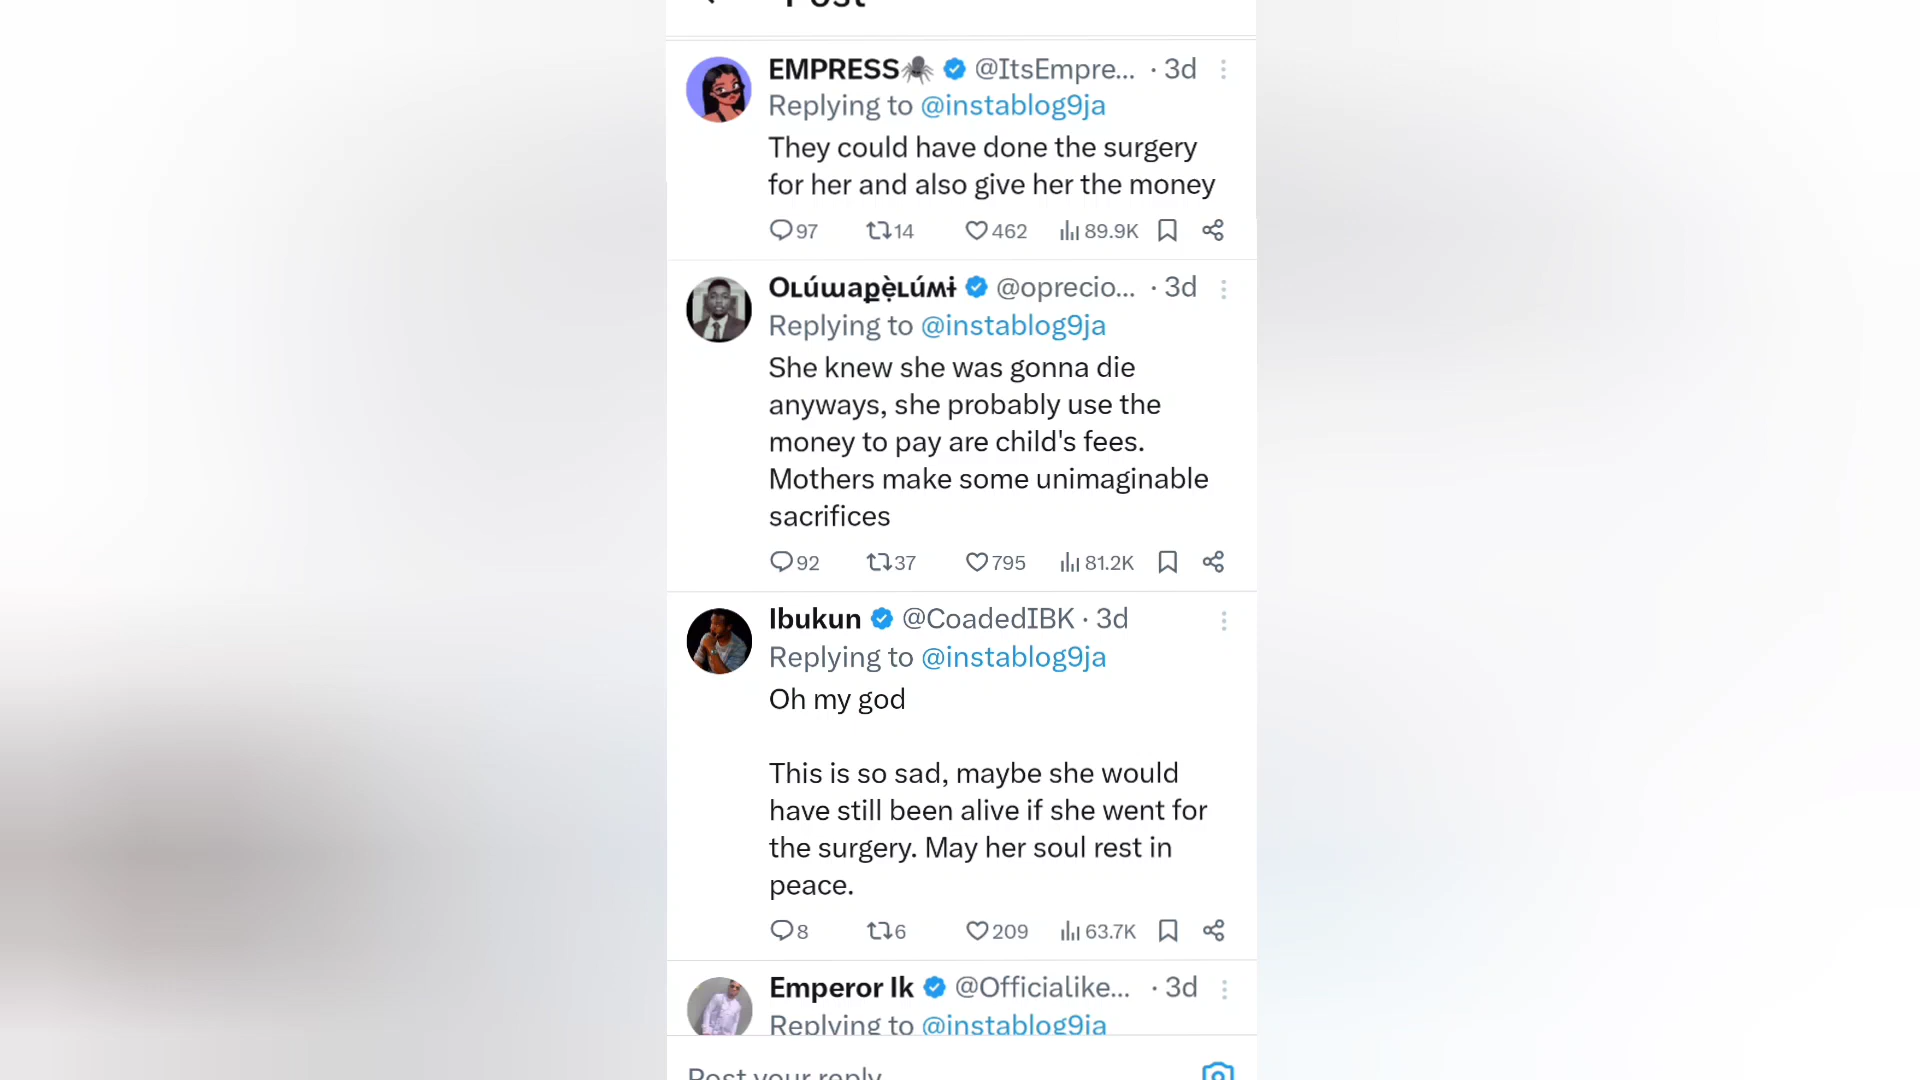 EMPRESS🕷 @ItsEmpre... · 3d
Replying to @instablog9ja
They could have done the surgery
for her and also give her the money
97 14 462 89.9K
Oʟúɯaքẹ̀ʟúʍɨ @oprecio... · 3d
Replying to @instablog9ja
She knew she was gonna die
anyways, she probably use the
money to pay are child's fees.
Mothers make some unimaginable
sacrifices
92 37 795 81.2K
Ibukun @CoadedIBK · 3d
Replying to @instablog9ja
Oh my god
This is so sad, maybe she would
have still been alive if she went for
the surgery. May her soul rest in
peace.
8 6 209 63.7K
Emperor Ik @Officialike... · 3d
Replying to @instablog9ja
Post your reply